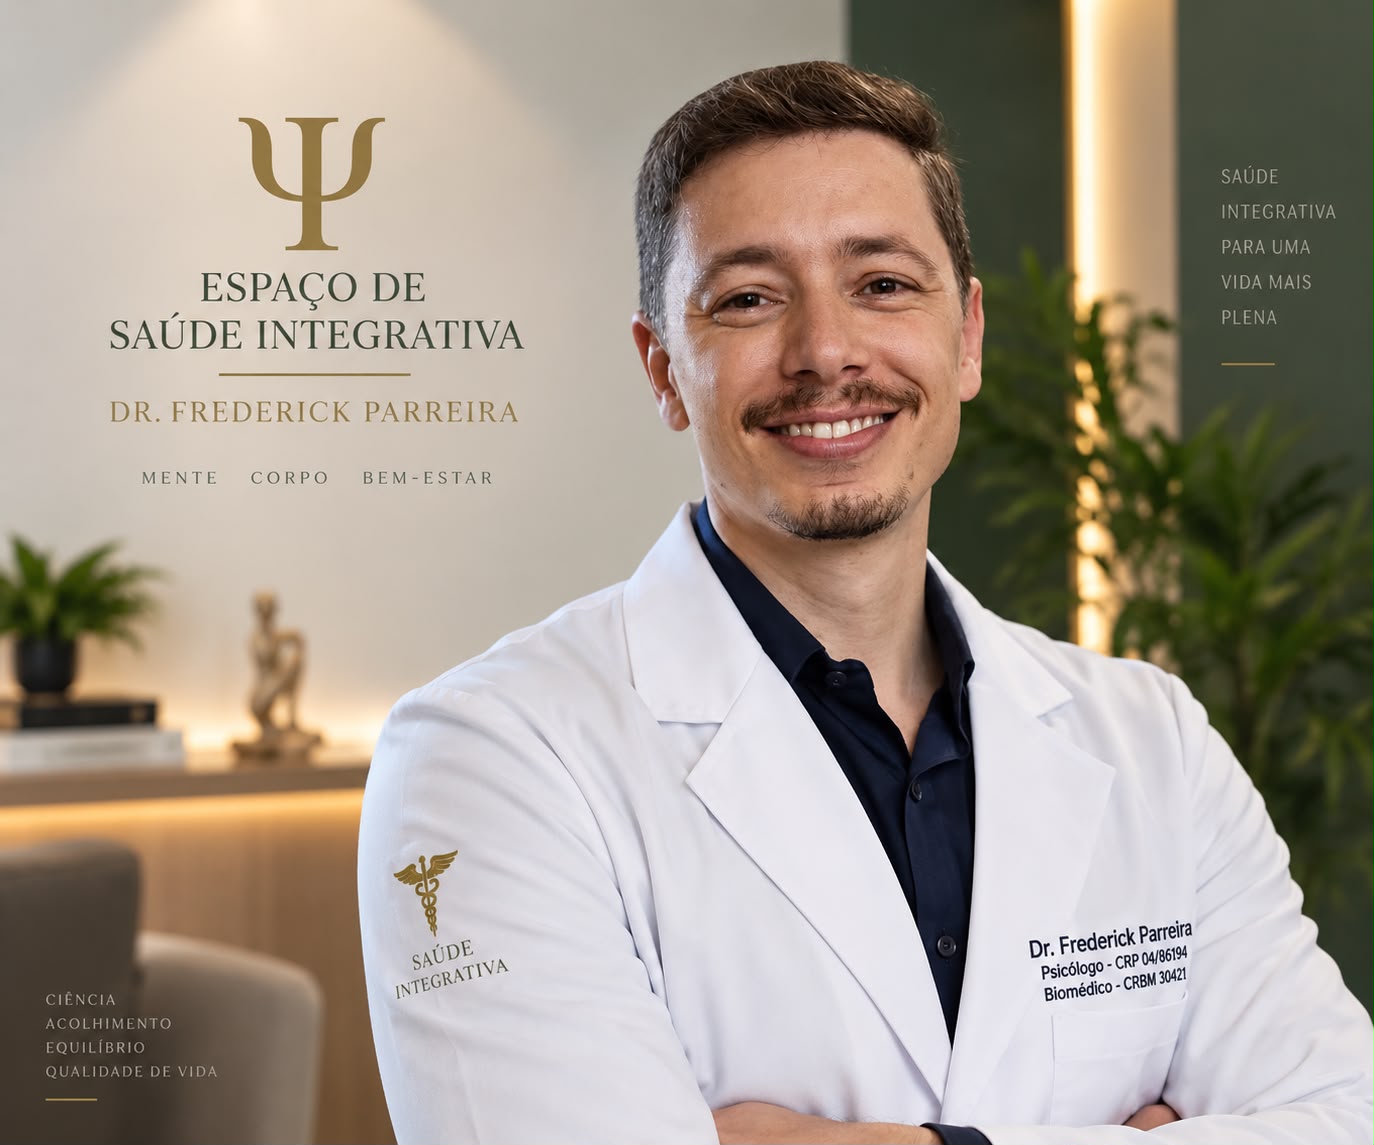 ESPAÇO DE
SAÚDE INTEGRATIVA
DR. FREDERICK PARREIRA
MENTE CORPO BEM-ESTAR
SAÚDE
INTEGRATIVA
PARA UMA
VIDA MAIS
PLENA
SAÚDE
INTEGRATIVA
Dr. Frederick Parreira
Psicólogo - CRP 04/86194
Biomédico - CRBM 30421
CIÊNCIA
ACOLHIMENTO
EQUILÍBRIO
QUALIDADE DE VIDA